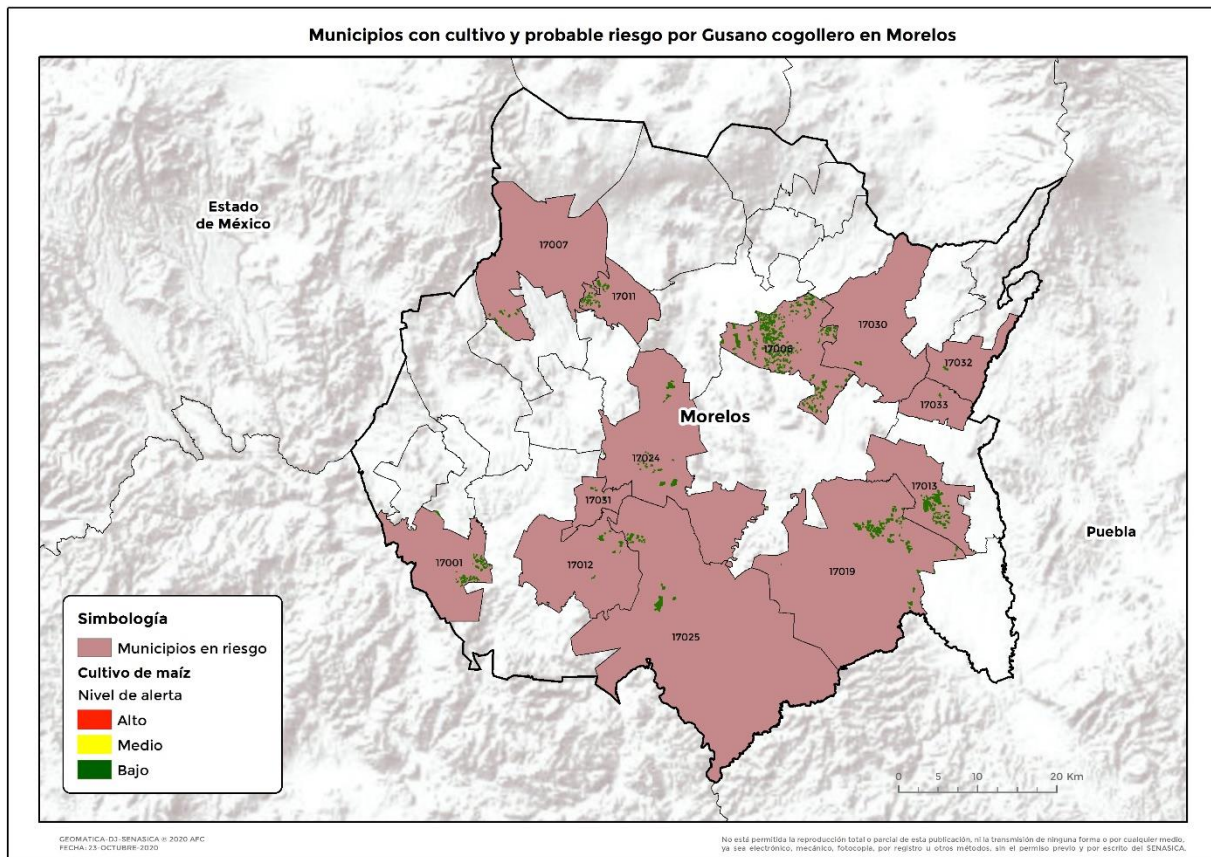 Municipios con cultivo y probable riesgo por Gusano cogollero en Morelos
Estado
de México
17007
17011
17006
17030
17032
17033
Morelos
17024
17013
17031
Puebla
17001
17012
17019
17025
Simbología
Municipios en riesgo
Cultivo de maíz
Nivel de alerta
Alto
Medio
Bajo
0 5 10 20 Km
GEOMATICA-DJ-SENASICA © 2020 APC
FECHA: 23-OCTUBRE-2020
No está permitida la reproducción total o parcial de esta publicación, ni la transmisión de ninguna forma o por cualquier medio,
ya sea electrónico, mecánico, fotocopia, por registro u otros métodos, sin el permiso previo y por escrito del SENASICA.